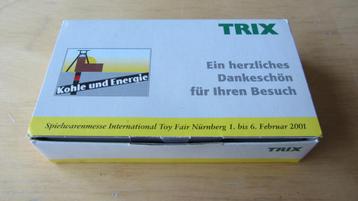 TRIX
Kohle und Energie
Ein herzliches
Dankeschön
für Ihren Besuch
Spielwarenmesse International Toy Fair Nürnberg 1. bis 6. Februar 2001
TRIX